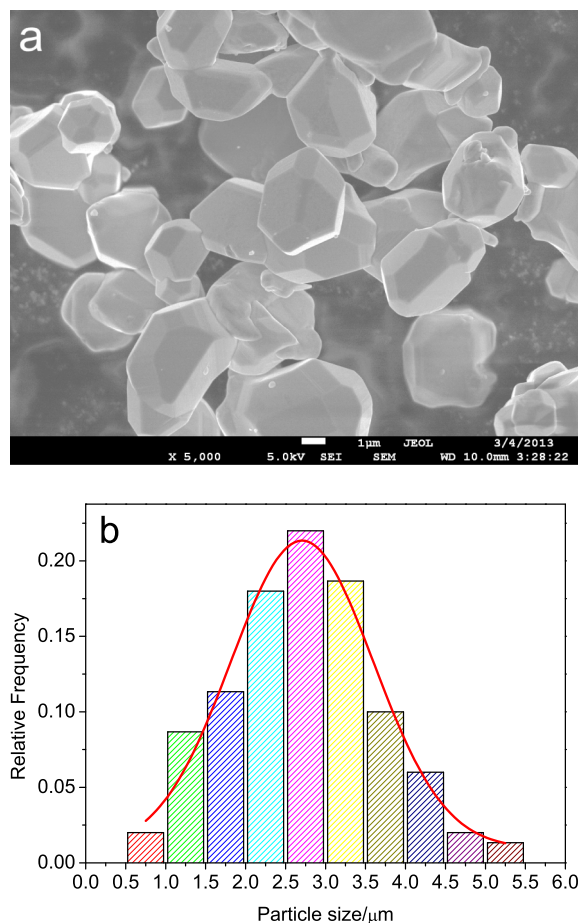 a
1µm JEOL 3/4/2013
X 5,000 5.0kV SEI SEM WD 10.0mm 3:28:22
b
0.20
0.15
0.10
0.05
0.00
Relative Frequency
0.0 0.5 1.0 1.5 2.0 2.5 3.0 3.5 4.0 4.5 5.0 5.5 6.0
Particle size/µm